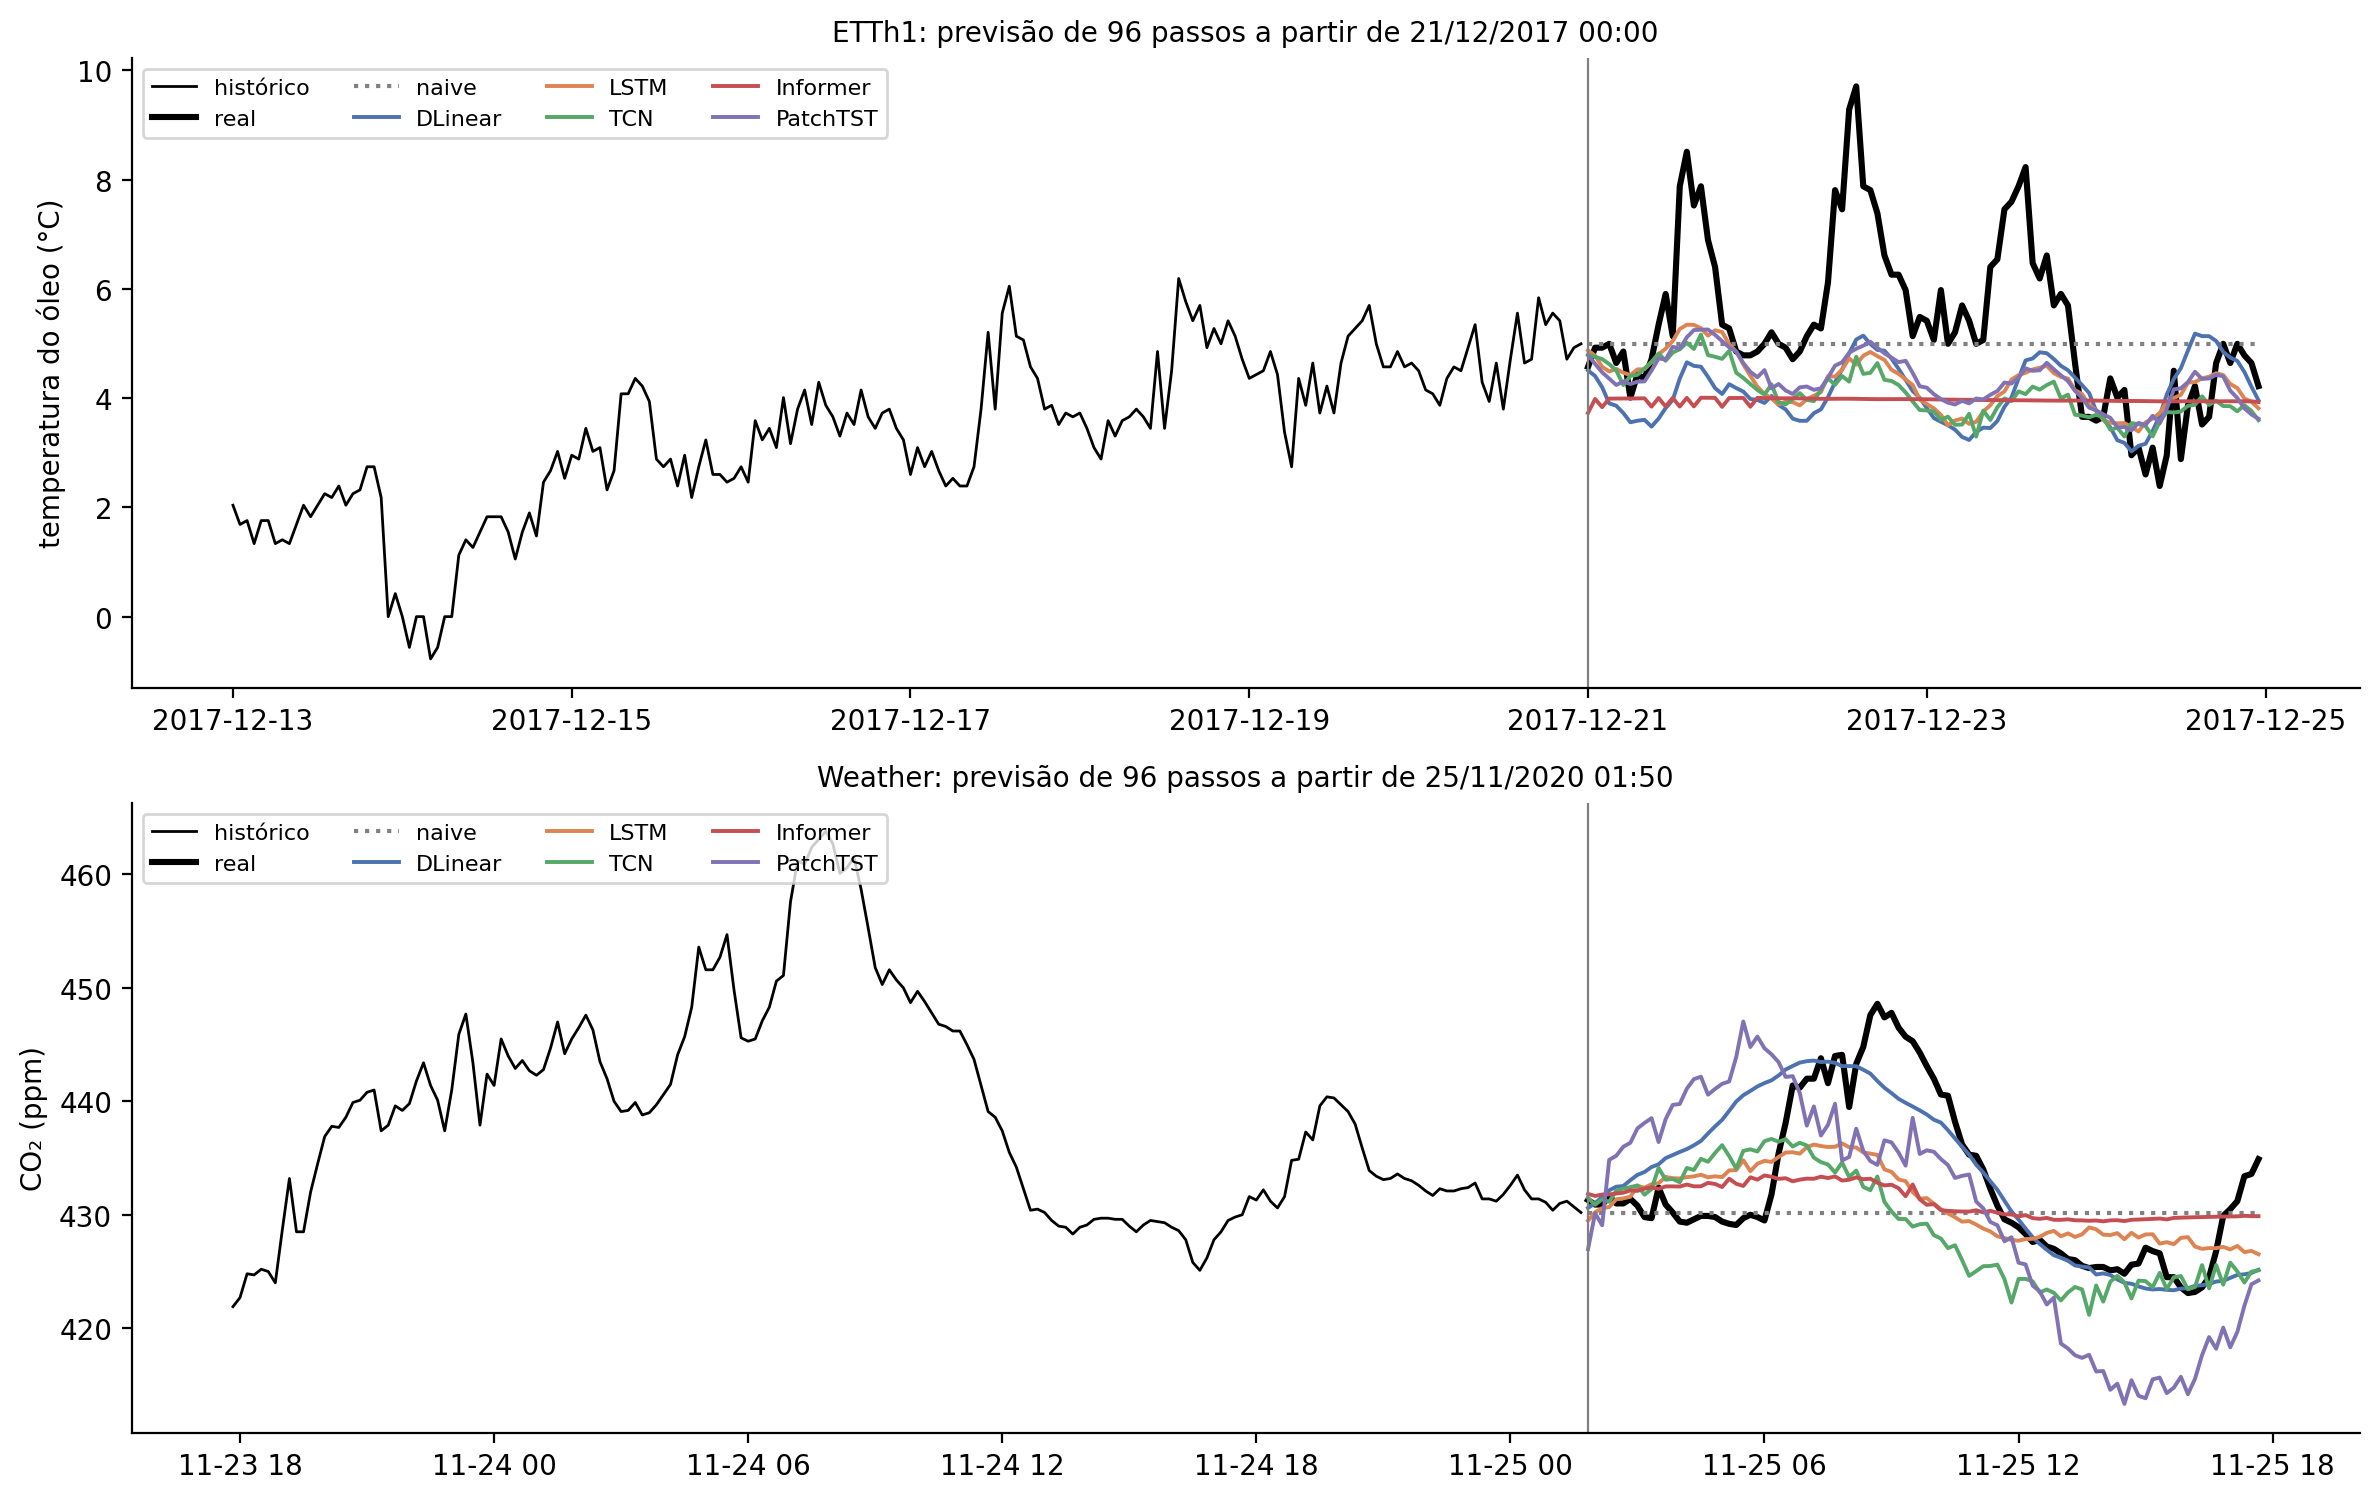 ETTh1: previsão de 96 passos a partir de 21/12/2017 00:00
histórico naive LSTM Informer
real DLinear TCN PatchTST
temperatura do óleo (°C)
10
8
6
4
2
0
2017-12-13 2017-12-15 2017-12-17 2017-12-19 2017-12-21 2017-12-23 2017-12-25
Weather: previsão de 96 passos a partir de 25/11/2020 01:50
histórico naive LSTM Informer
real DLinear TCN PatchTST
CO₂ (ppm)
460
450
440
430
420
11-23 18 11-24 00 11-24 06 11-24 12 11-24 18 11-25 00 11-25 06 11-25 12 11-25 18